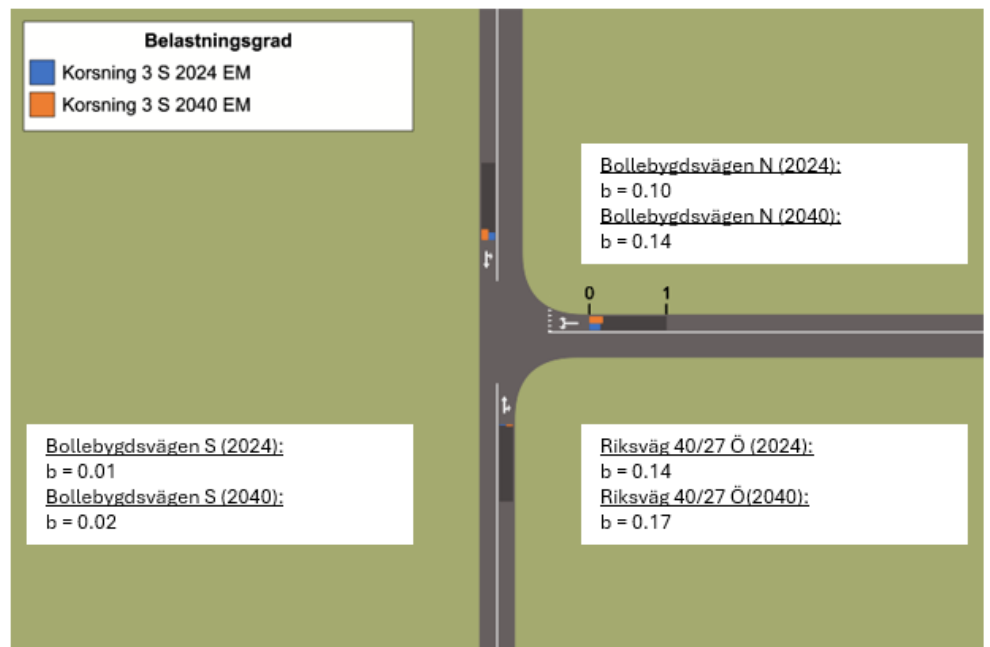 Belastningsgrad
Korsning 3 S 2024 EM
Korsning 3 S 2040 EM
Bollebygdsvägen N (2024):
b = 0.10
Bollebygdsvägen N (2040):
b = 0.14
0 1
Bollebygdsvägen S (2024):
b = 0.01
Bollebygdsvägen S (2040):
b = 0.02
Riksväg 40/27 Ö (2024):
b = 0.14
Riksväg 40/27 Ö(2040):
b = 0.17